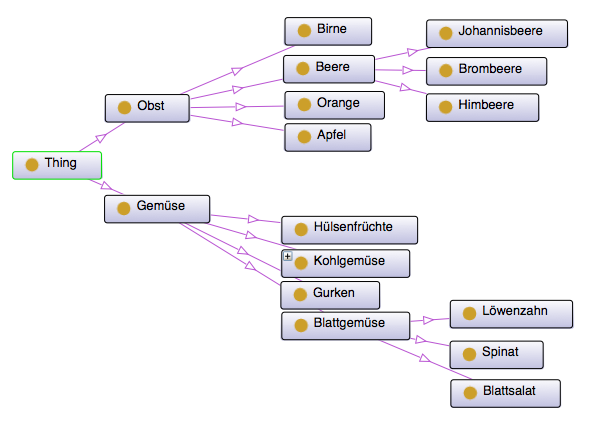 Birne
Johannisbeere
Beere
Brombeere
Obst
Orange
Himbeere
Apfel
Thing
Gemüse
Hülsenfrüchte
Kohlgemüse
Gurken
Blattgemüse
Löwenzahn
Spinat
Blattsalat